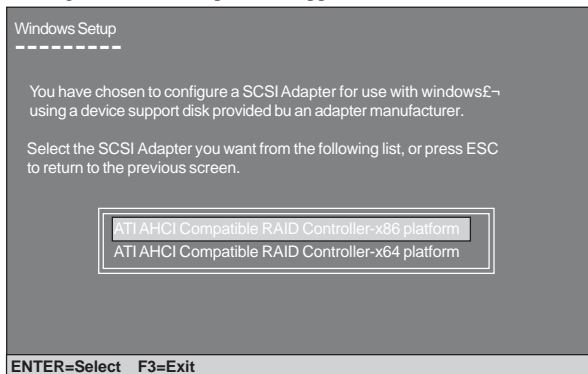 Windows Setup
You have chosen to configure a SCSI Adapter for use with windows£¬
using a device support disk provided bu an adapter manufacturer.
Select the SCSI Adapter you want from the following list, or press ESC
to return to the previous screen.
ATI AHCI Compatible RAID Controller-x86 platform
ATI AHCI Compatible RAID Controller-x64 platform
ENTER=Select F3=Exit